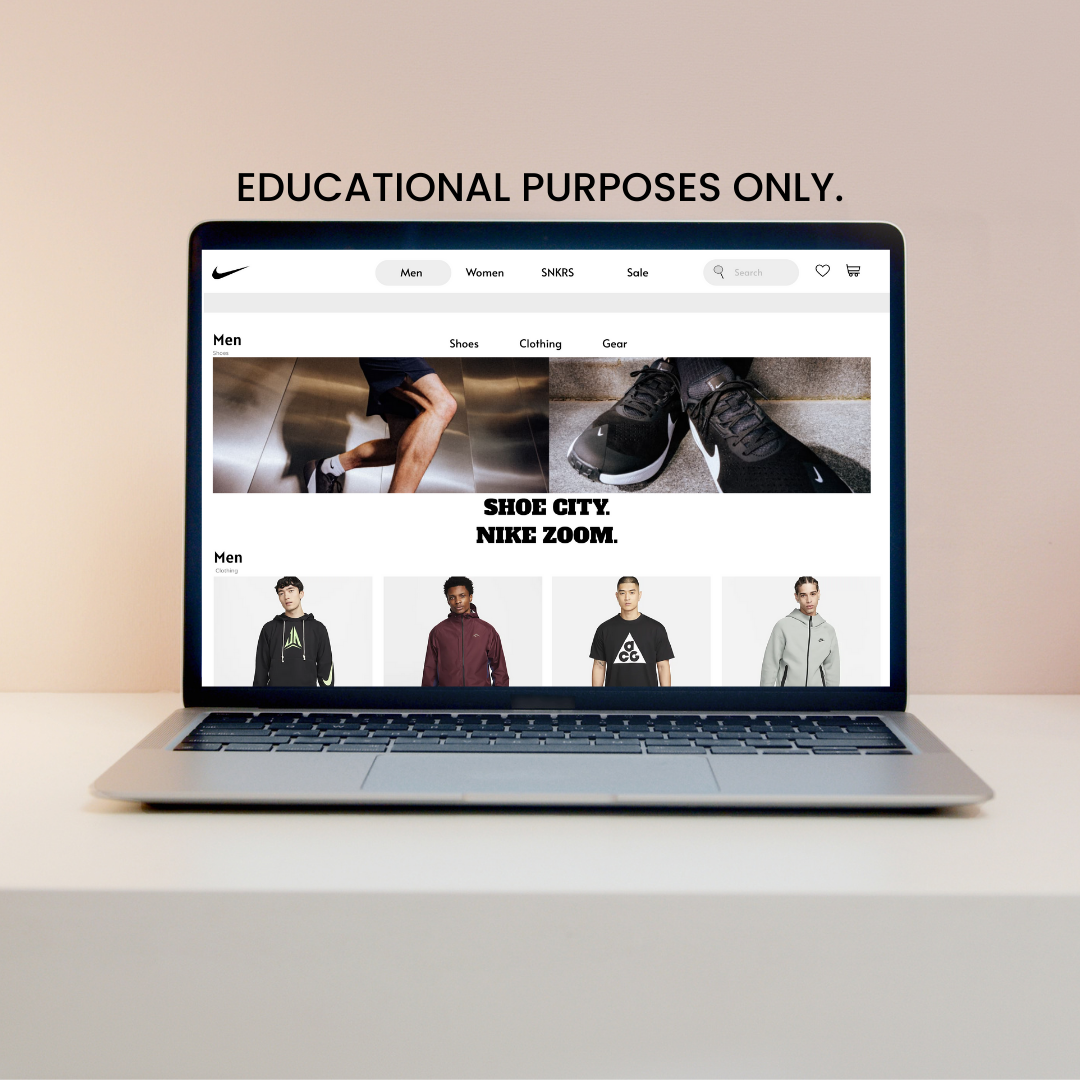 EDUCATIONAL PURPOSES ONLY.
Men Women SNKRS Sale Search
Men
Shoes
Shoes Clothing Gear
SHOE CITY.
NIKE ZOOM.
Men
Clothing
JA
aCG